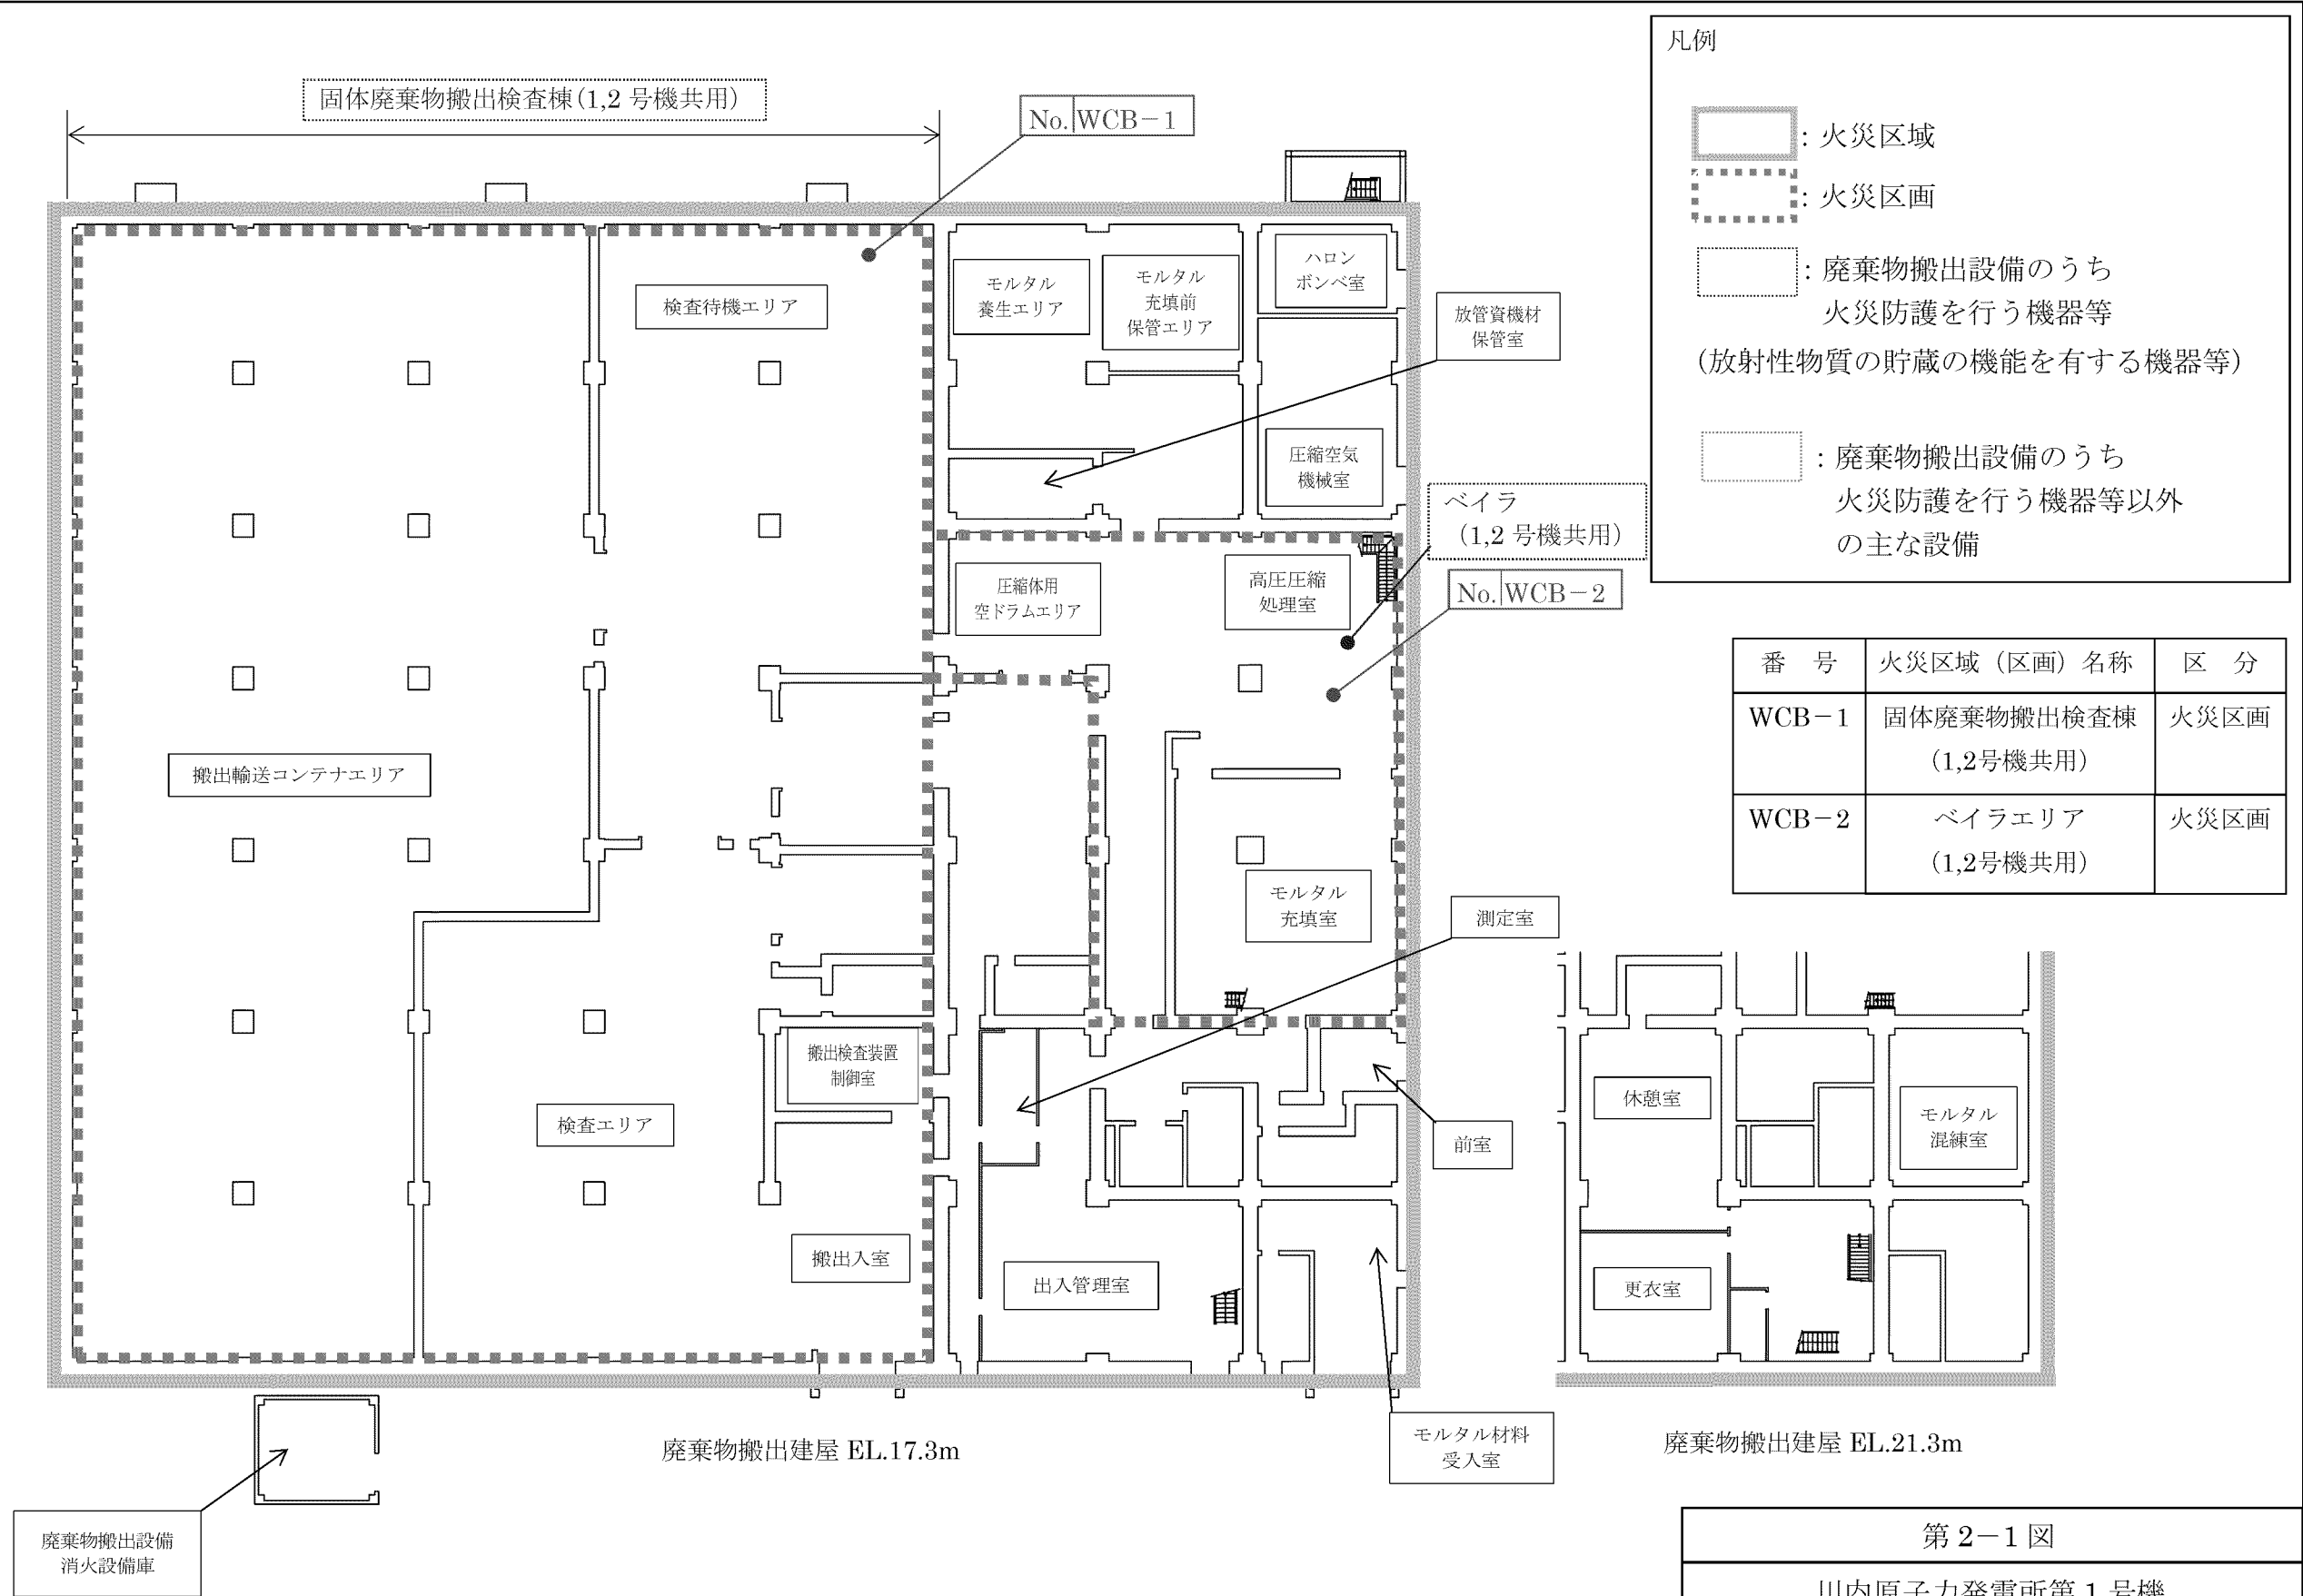 凡例
: 火災区域
: 火災区画
: 廃棄物搬出設備のうち
火災防護を行う機器等
(放射性物質の貯蔵の機能を有する機器等)
: 廃棄物搬出設備のうち
火災防護を行う機器等以外
の主な設備
固体廃棄物搬出検査棟(1,2 号機共用)
No. WCB-1
検査待機エリア
モルタル
養生エリア
モルタル
充填前
保管エリア
ハロン
ボンベ室
放管資機材
保管室
圧縮空気
機械室
ベイラ
(1,2 号機共用)
No. WCB-2
圧縮体用
空ドラムエリア
高圧圧縮
処理室
番 号 火災区域(区画)名称 区 分
WCB-1 固体廃棄物搬出検査棟 火災区画
(1,2号機共用)
WCB-2 ベイラエリア 火災区画
(1,2号機共用)
搬出輸送コンテナエリア
モルタル
充填室
測定室
搬出検査装置
制御室
検査エリア
前室
搬出入室
出入管理室
モルタル材料
受入室
休憩室
モルタル
混練室
更衣室
廃棄物搬出建屋 EL.17.3m
廃棄物搬出建屋 EL.21.3m
廃棄物搬出設備
消火設備庫
第 2-1 図
川内原子力発電所第 1 号機